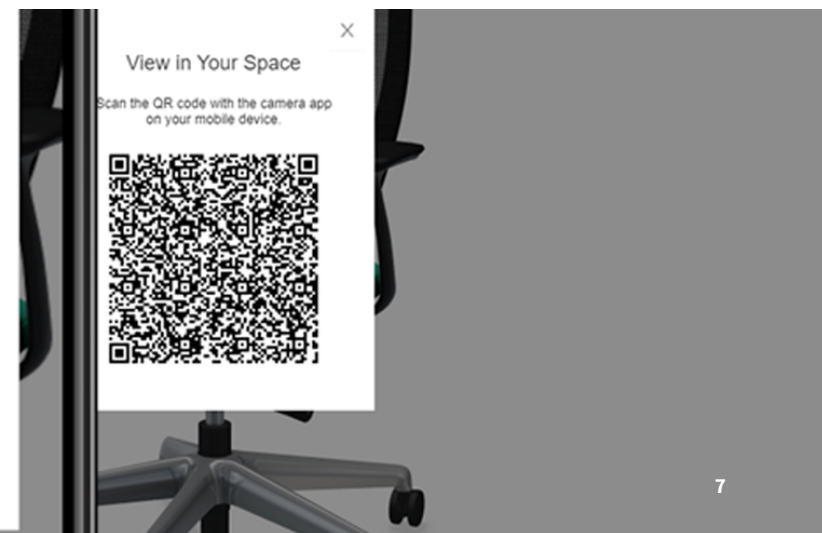 X
View in Your Space
Scan the QR code with the camera app
on your mobile device.
7